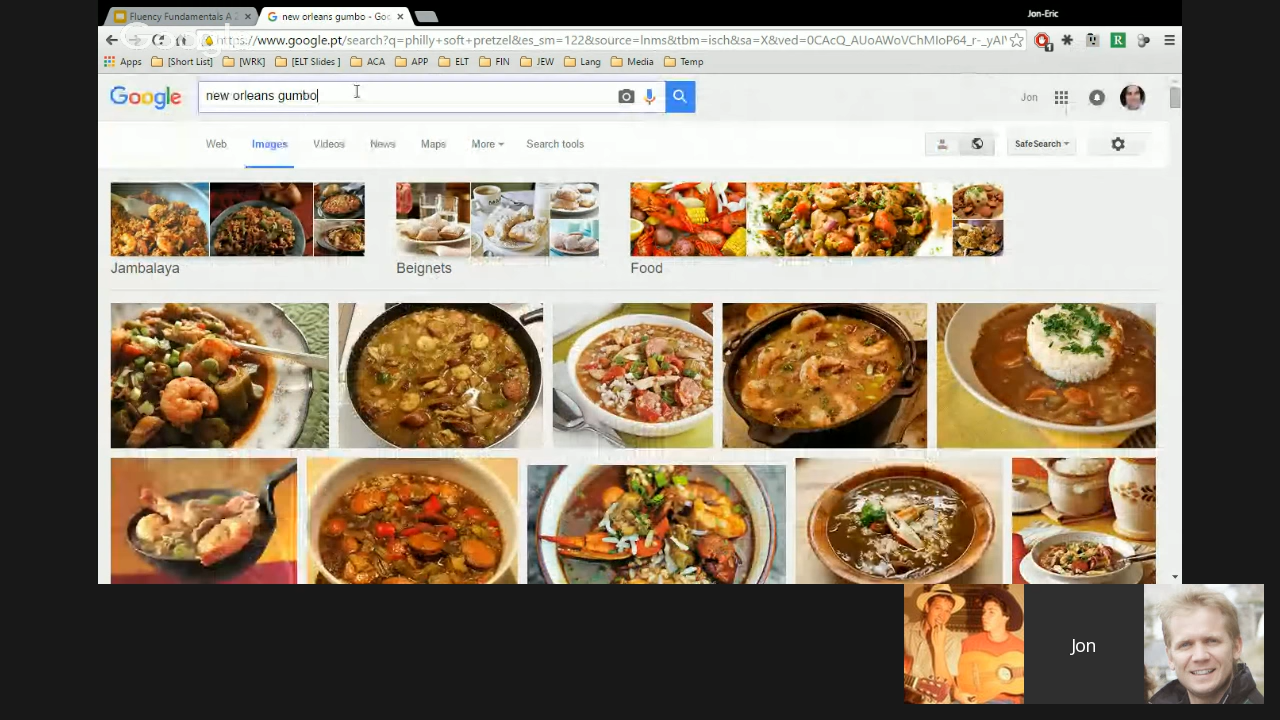 Fluency Fundamentals A 2
new orleans gumbo - Goo
Jon-Eric
https://www.google.pt/search?q=philly+soft+pretzel&es_sm=122&source=lnms&tbm=isch&sa=X&ved=0CAcQ_AUoAWoVChMIoP64_r-_yAIV
Apps [Short List] [WRK] [ELT Slides] ACA APP ELT FIN JEW Lang Media Temp
Google new orleans gumbo Jon
Web Images Videos News Maps More Search tools SafeSearch
Jambalaya Beignets Food
Jon